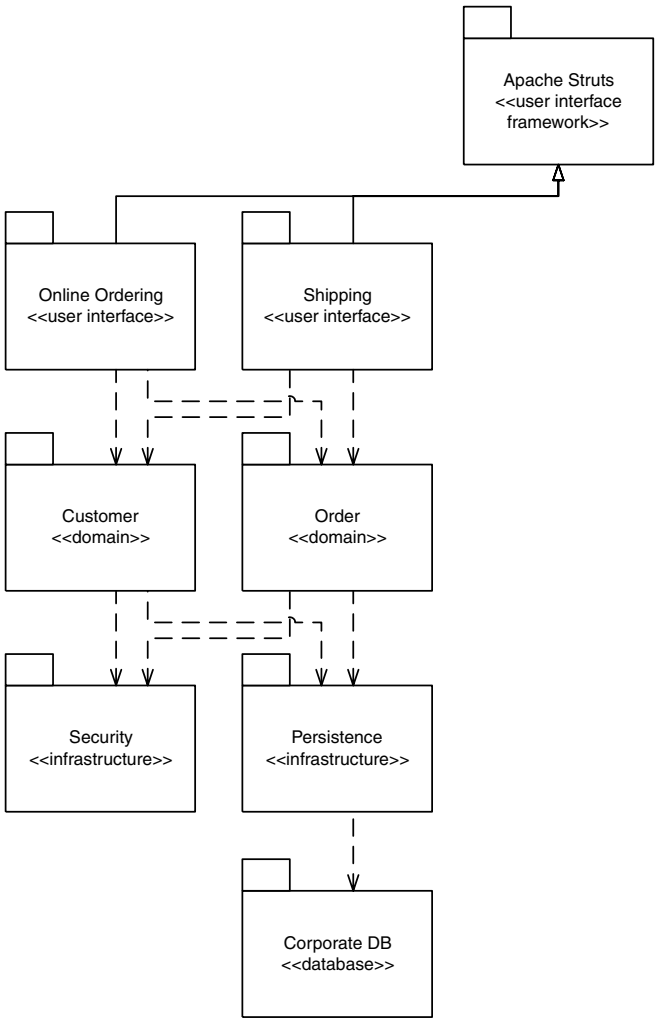 Apache Struts
<<user interface
framework>>
Online Ordering
<<user interface>>
Shipping
<<user interface>>
Customer
<<domain>>
Order
<<domain>>
Security
<<infrastructure>>
Persistence
<<infrastructure>>
Corporate DB
<<database>>